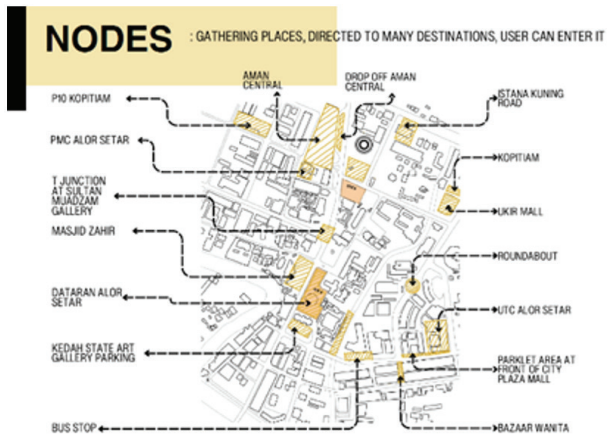 NODES
: GATHERING PLACES, DIRECTED TO MANY DESTINATIONS, USER CAN ENTER IT
AMAN
CENTRAL
DROP OFF AMAN
CENTRAL
P10 KOPITIAM
ISTANA KUNING
ROAD
PMC ALOR SETAR
KOPITIAM
T JUNCTION
AT SULTAN
MUADZAM
GALLERY
UKIR MALL
MASJID ZAHIR
ROUNDABOUT
DATARAN ALOR
SETAR
UTC ALOR SETAR
KEDAH STATE ART
GALLERY PARKING
PARKLET AREA AT
FRONT OF CITY
PLAZA MALL
BUS STOP
BAZAAR WANITA